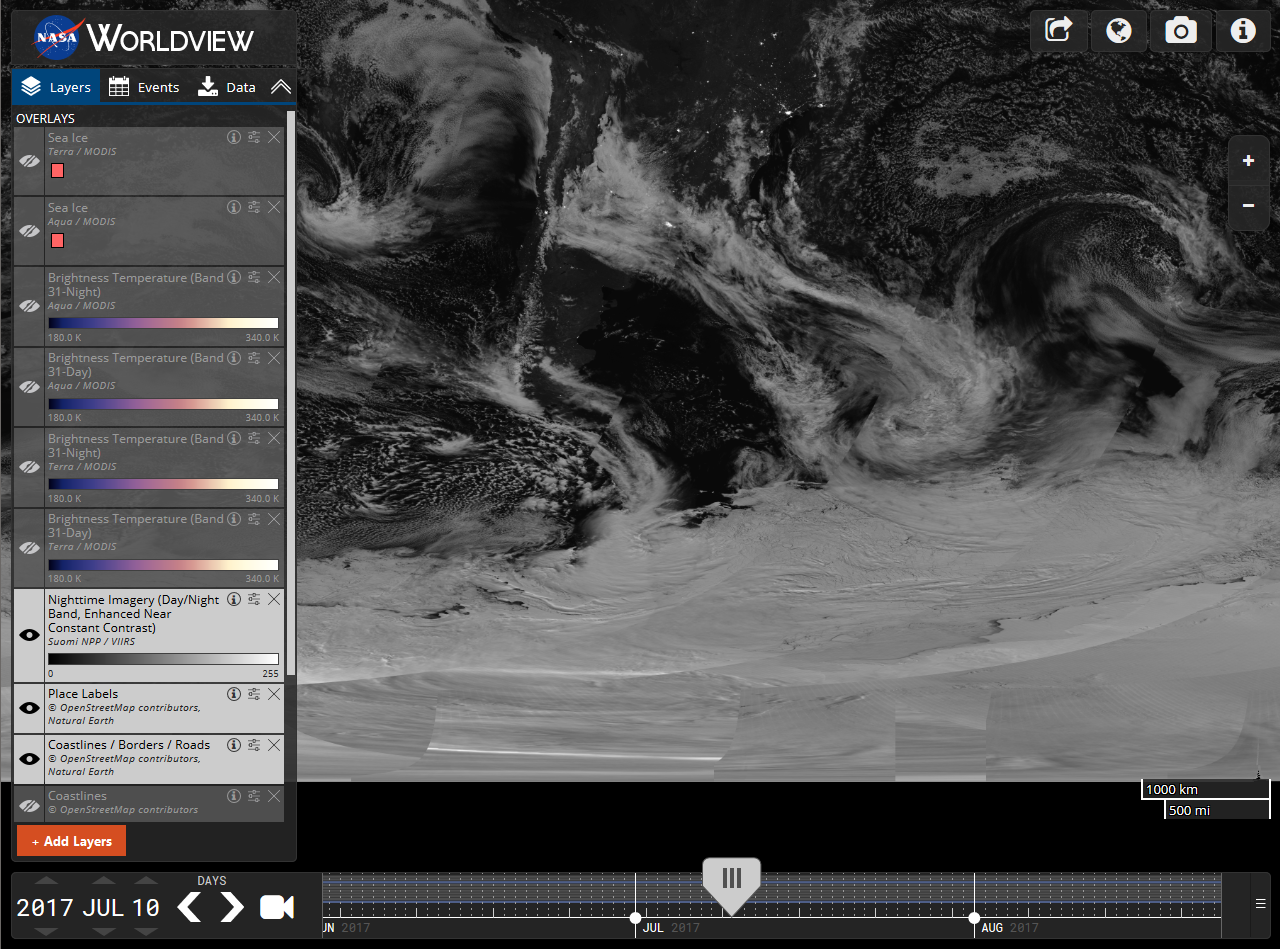 NASA WORLDVIEW
Layers Events Data
OVERLAYS
Sea Ice
Terra / MODIS
Sea Ice
Aqua / MODIS
Brightness Temperature (Band
31-Night)
Aqua / MODIS
180.0 K 340.0 K
Brightness Temperature (Band
31-Day)
Aqua / MODIS
180.0 K 340.0 K
Brightness Temperature (Band
31-Night)
Terra / MODIS
180.0 K 340.0 K
Brightness Temperature (Band
31-Day)
Terra / MODIS
180.0 K 340.0 K
Nighttime Imagery (Day/Night
Band, Enhanced Near
Constant Contrast)
Suomi NPP / VIIRS
0 255
Place Labels
© OpenStreetMap contributors,
Natural Earth
Coastlines / Borders / Roads
© OpenStreetMap contributors,
Natural Earth
Coastlines
© OpenStreetMap contributors
+ Add Layers
1000 km
500 mi
DAYS
2017 JUL 10
UN 2017 JUL 2017 AUG 2017